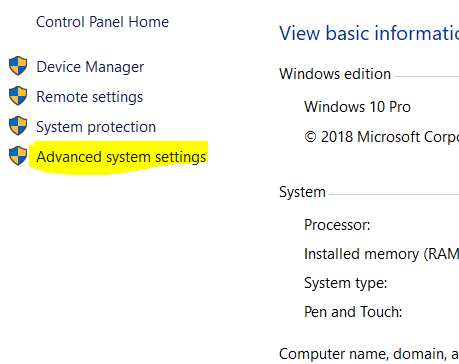 Control Panel Home
Device Manager
Remote settings
System protection
Advanced system settings
View basic informatio
Windows edition
Windows 10 Pro
© 2018 Microsoft Corpo
System
Processor:
Installed memory (RAM
System type:
Pen and Touch:
Computer name, domain, a